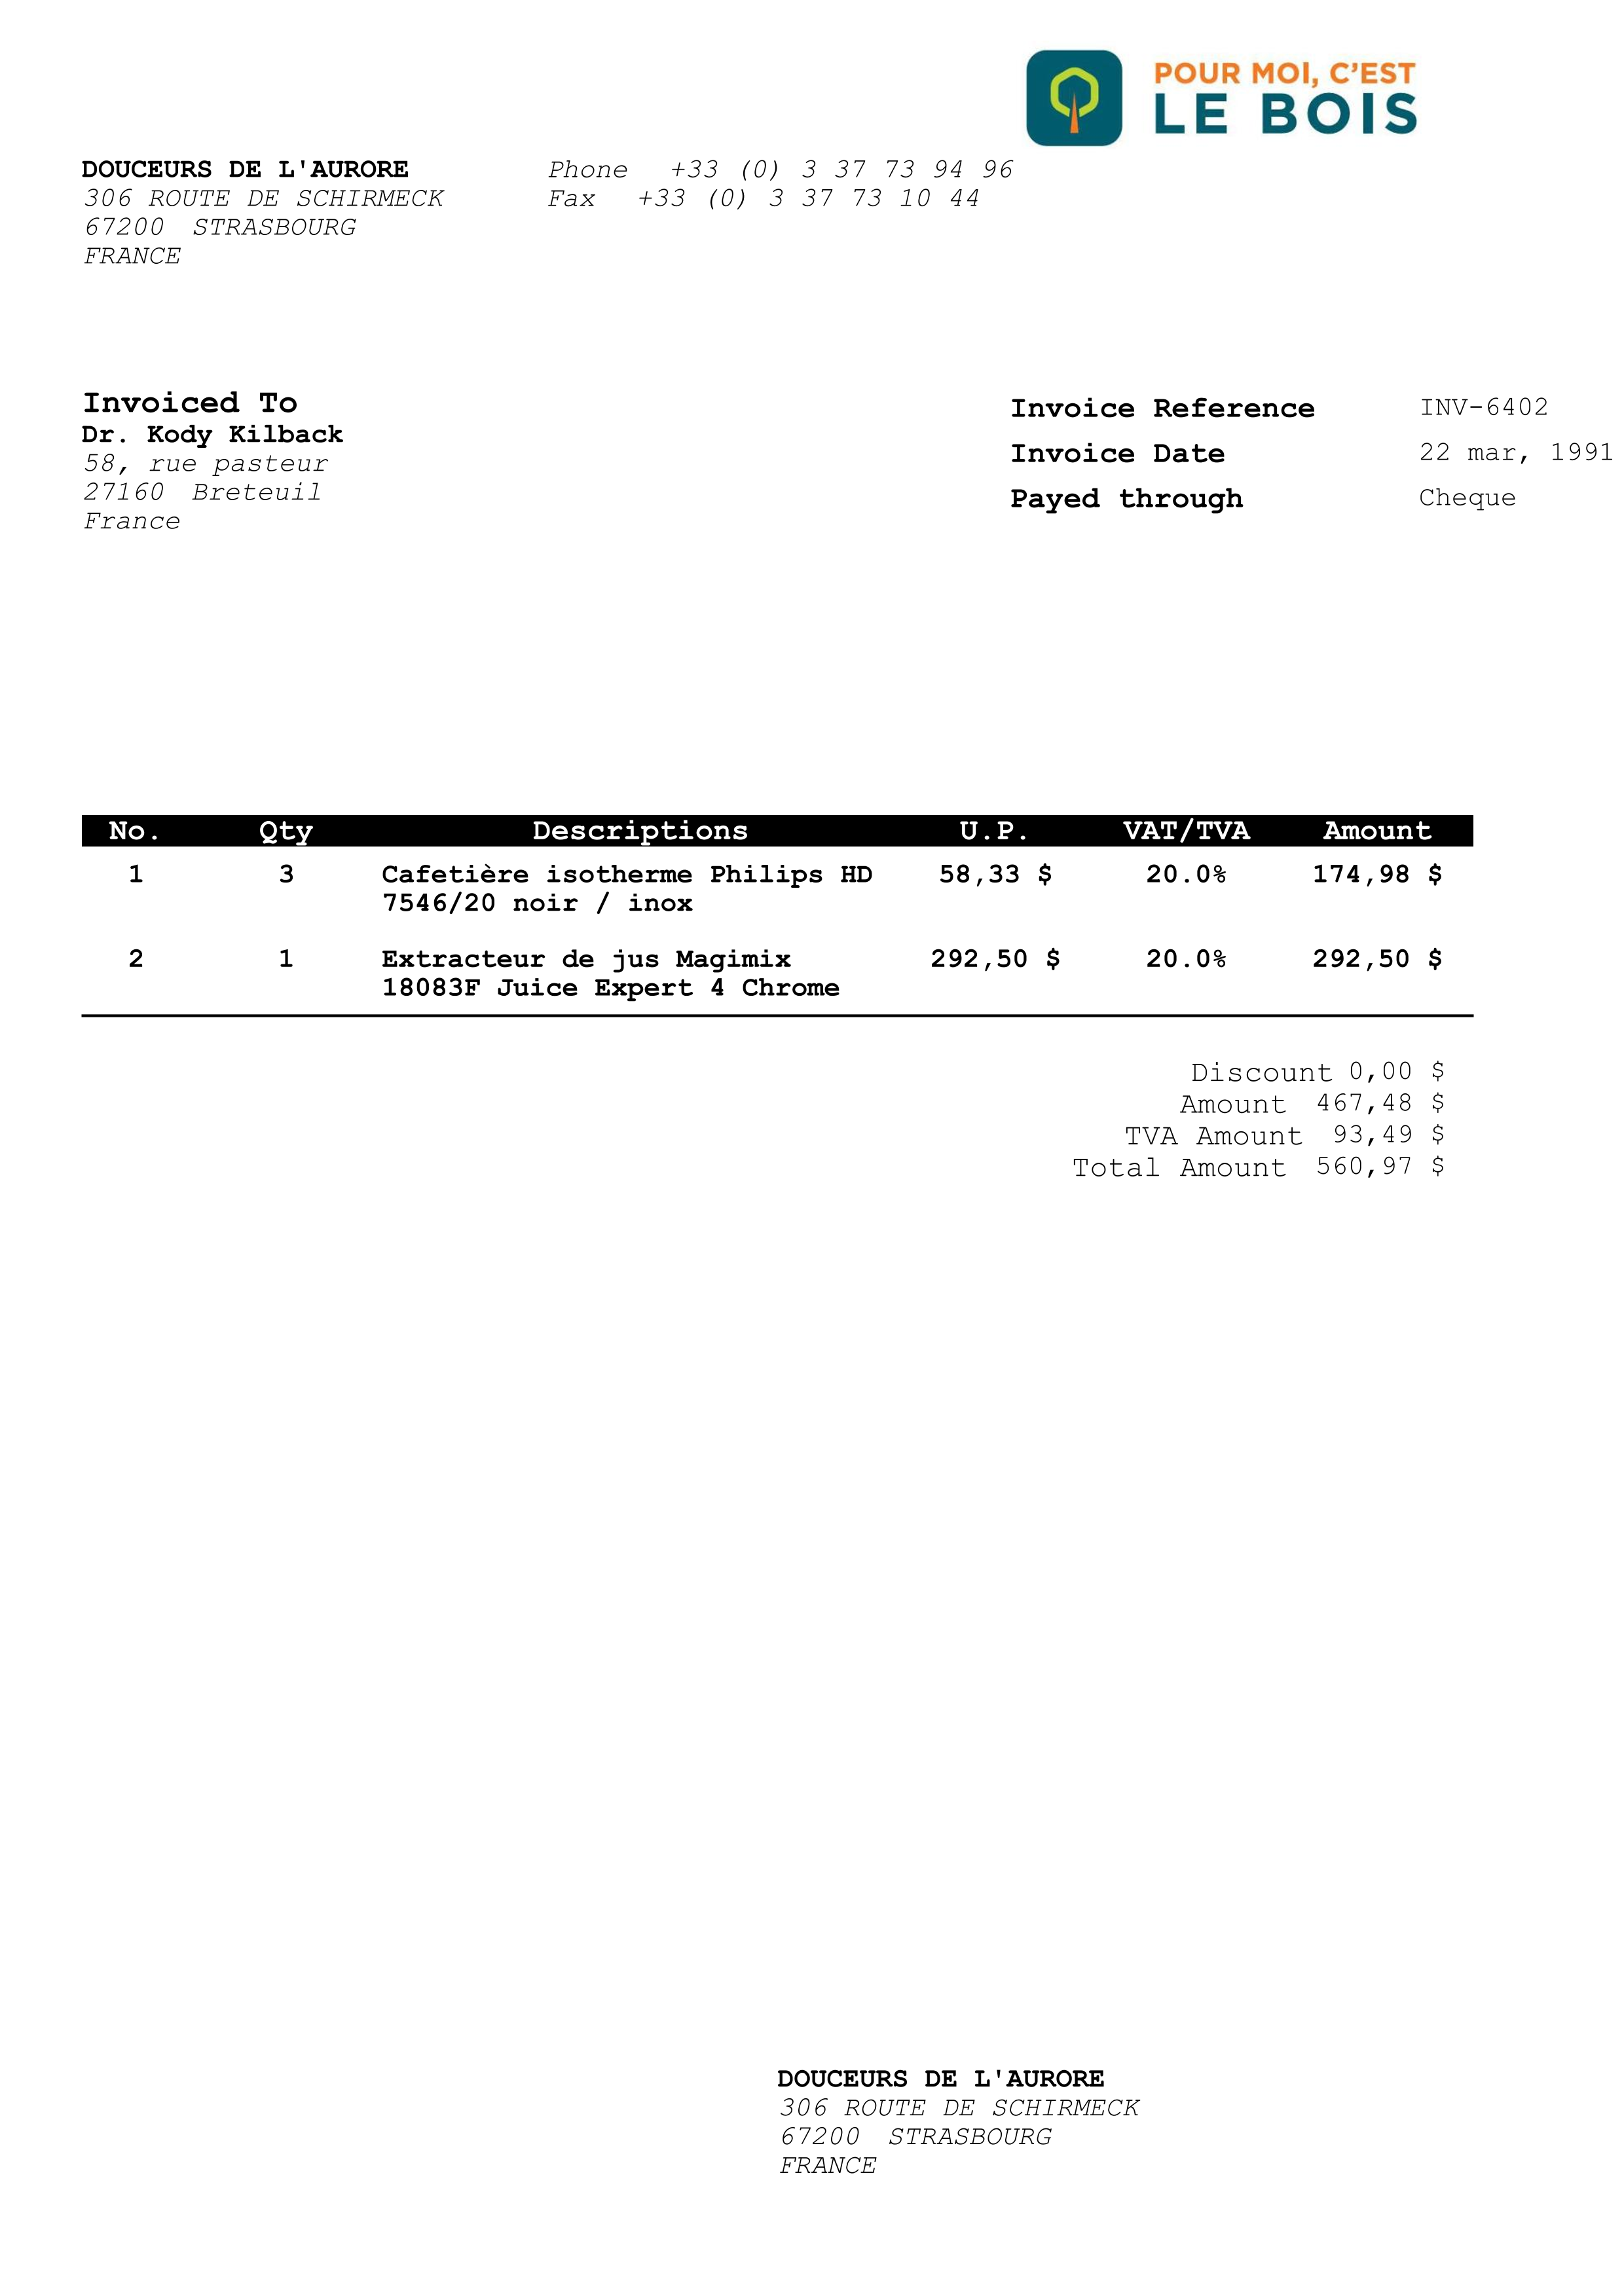 POUR MOI, C'EST
LE BOIS
DOUCEURS DE L'AURORE
306 ROUTE DE SCHIRMECK
67200 STRASBOURG
FRANCE
Phone +33 (0) 3 37 73 94 96
Fax +33 (0) 3 37 73 10 44
Invoiced To
Dr. Kody Kilback
58, rue pasteur
27160 Breteuil
France
Invoice Reference INV-6402
Invoice Date 22 mar, 1991
Payed through Cheque
No. Qty Descriptions U.P. VAT/TVA Amount
1 3 Cafetière isotherme Philips HD 58,33 $ 20.0% 174,98 $
7546/20 noir / inox
2 1 Extracteur de jus Magimix 292,50 $ 20.0% 292,50 $
18083F Juice Expert 4 Chrome
Discount 0,00 $
Amount 467,48 $
TVA Amount 93,49 $
Total Amount 560,97 $
DOUCEURS DE L'AURORE
306 ROUTE DE SCHIRMECK
67200 STRASBOURG
FRANCE